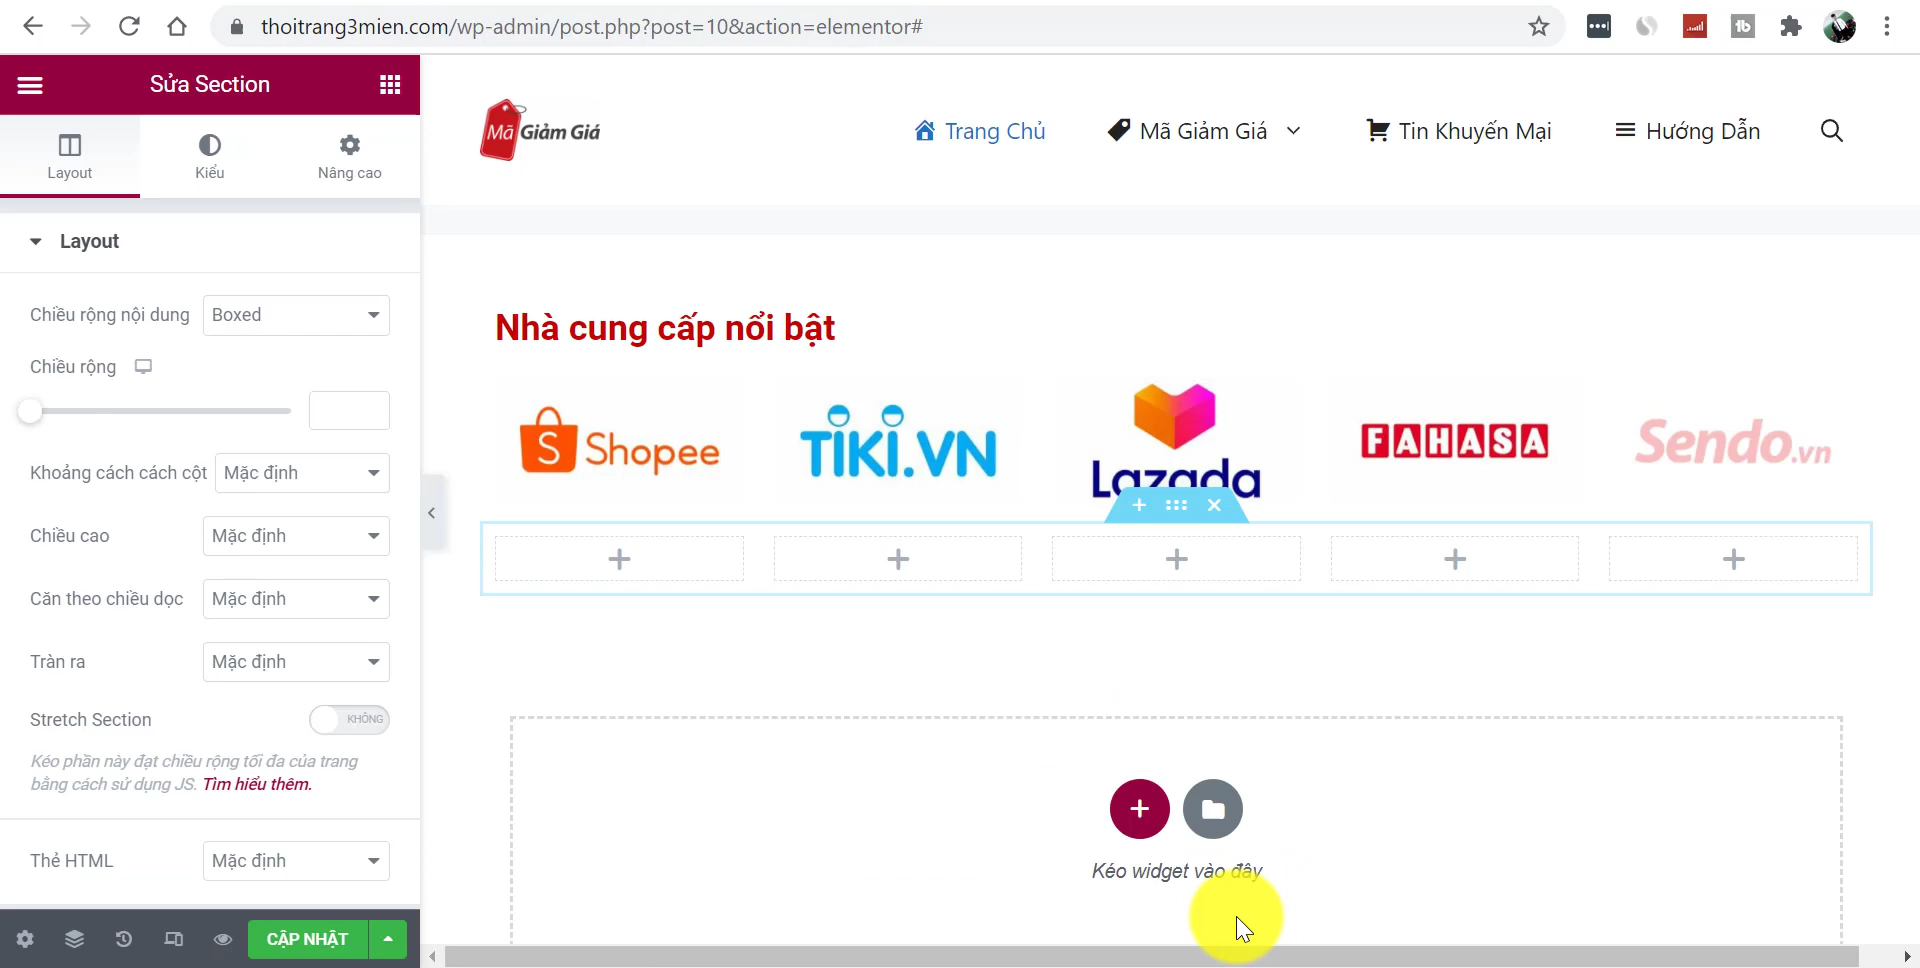 thoitrang3mien.com/wp-admin/post.php?post=10&action=elementor#
Sửa Section
Layout
Kiểu
Nâng cao
Layout
Chiều rộng nội dung
Boxed
Chiều rộng
Khoảng cách cách cột
Mặc định
Chiều cao
Mặc định
Căn theo chiều dọc
Mặc định
Tràn ra
Mặc định
Stretch Section
KHÔNG
Kéo phần này đạt chiều rộng tối đa của trang
bằng cách sử dụng JS. Tìm hiểu thêm.
Thẻ HTML
Mặc định
CẬP NHẬT
Mã Giảm Giá
Trang Chủ
Mã Giảm Giá
Tin Khuyến Mại
Hướng Dẫn
Nhà cung cấp nổi bật
S Shopee
TIKI.VN
Lazada
FAHASA
Sendo.vn
Kéo widget vào đây